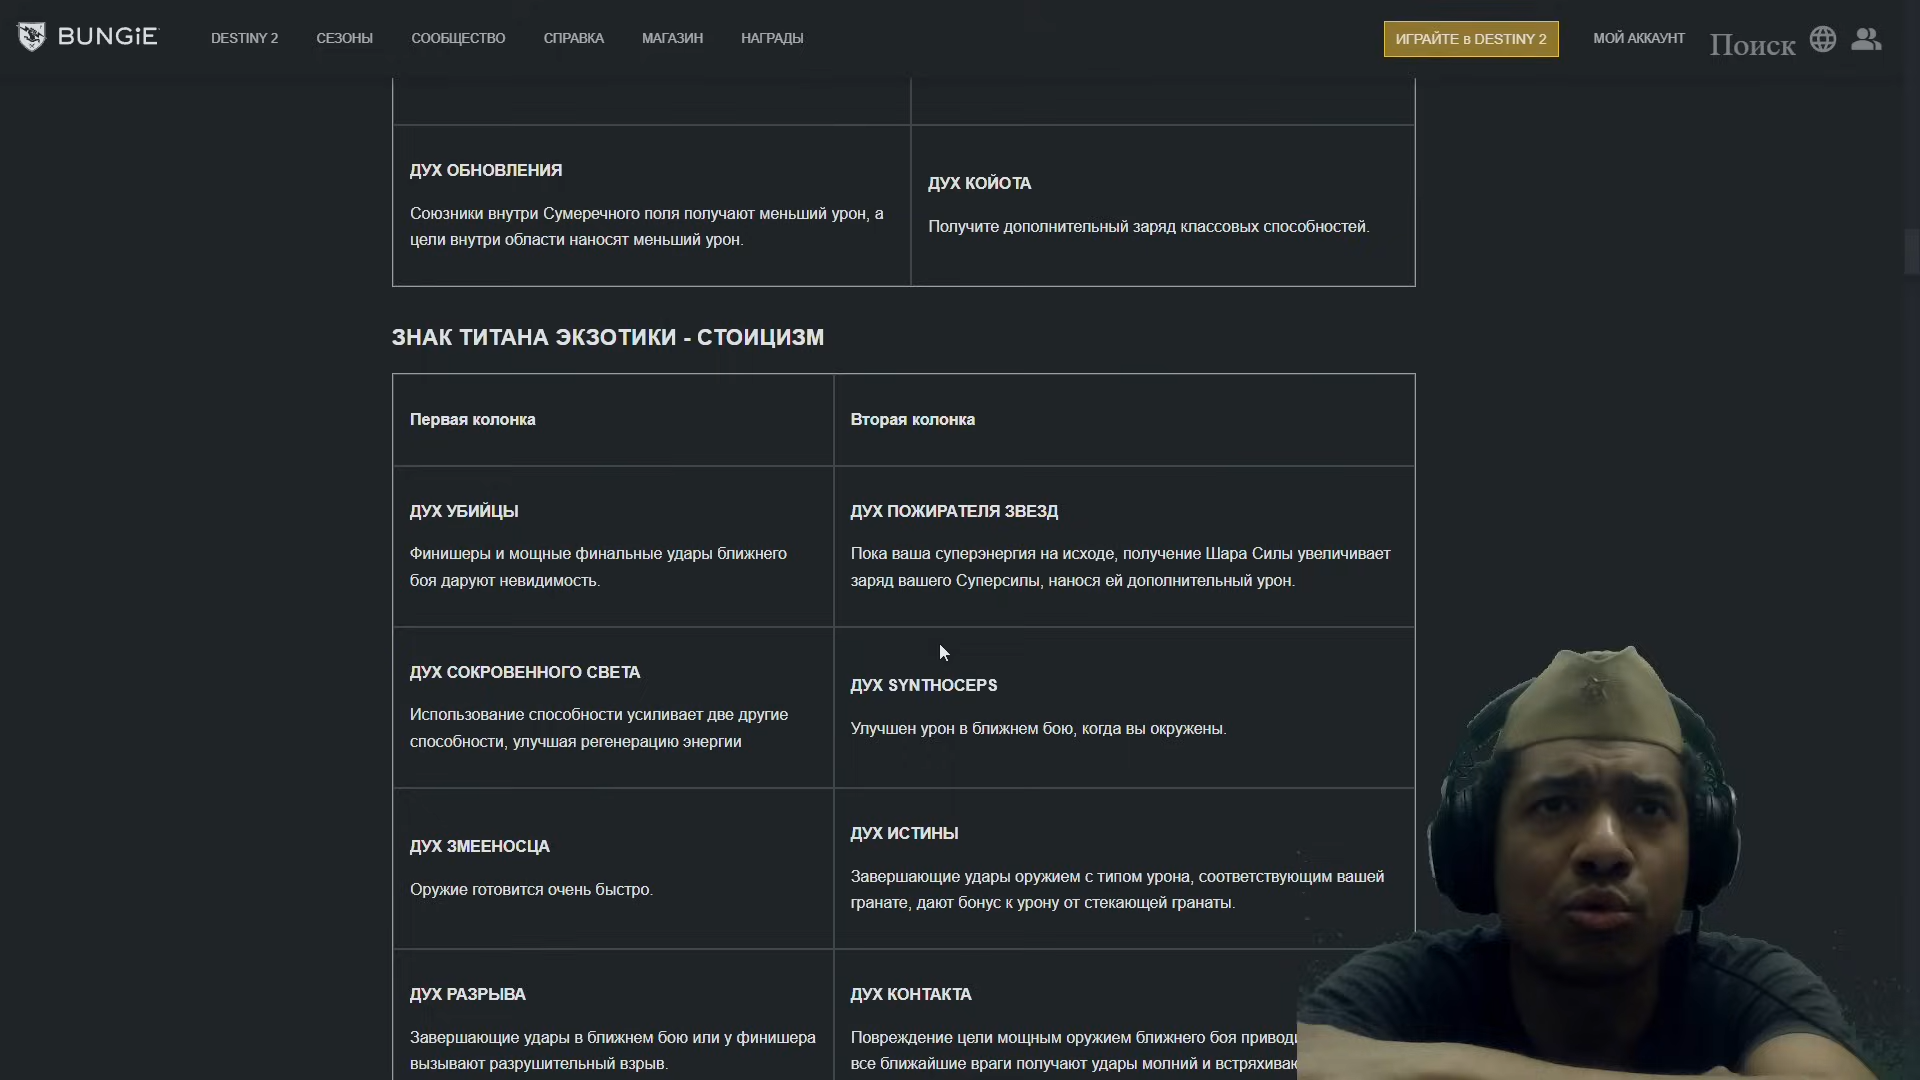 BUNGiE
DESTINY 2
СЕЗОНЫ
СООБЩЕСТВО
СПРАВКА
МАГАЗИН
НАГРАДЫ
ИГРАЙТЕ в DESTINY 2
МОЙ АККАУНТ
Поиск
ДУХ ОБНОВЛЕНИЯ
Союзники внутри Сумеречного поля получают меньший урон, а
цели внутри области наносят меньший урон.
ДУХ КОЙОТА
Получите дополнительный заряд классовых способностей.
ЗНАК ТИТАНА ЭКЗОТИКИ - СТОИЦИЗМ
Первая колонка
Вторая колонка
ДУХ УБИЙЦЫ
Финишеры и мощные финальные удары ближнего
боя даруют невидимость.
ДУХ ПОЖИРАТЕЛЯ ЗВЕЗД
Пока ваша суперэнергия на исходе, получение Шара Силы увеличивает
заряд вашего Суперсилы, нанося ей дополнительный урон.
ДУХ СОКРОВЕННОГО СВЕТА
Использование способности усиливает две другие
способности, улучшая регенерацию энергии
ДУХ SYNTHOCEPS
Улучшен урон в ближнем бою, когда вы окружены.
ДУХ ЗМЕЕНОСЦА
Оружие готовится очень быстро.
ДУХ ИСТИНЫ
Завершающие удары оружием с типом урона, соответствующим вашей
гранате, дают бонус к урону от стекающей гранаты.
ДУХ РАЗРЫВА
Завершающие удары в ближнем бою или у финишера
вызывают разрушительный взрыв.
ДУХ КОНТАКТА
Повреждение цели мощным оружием ближнего боя
все ближайшие враги получают удары молний и